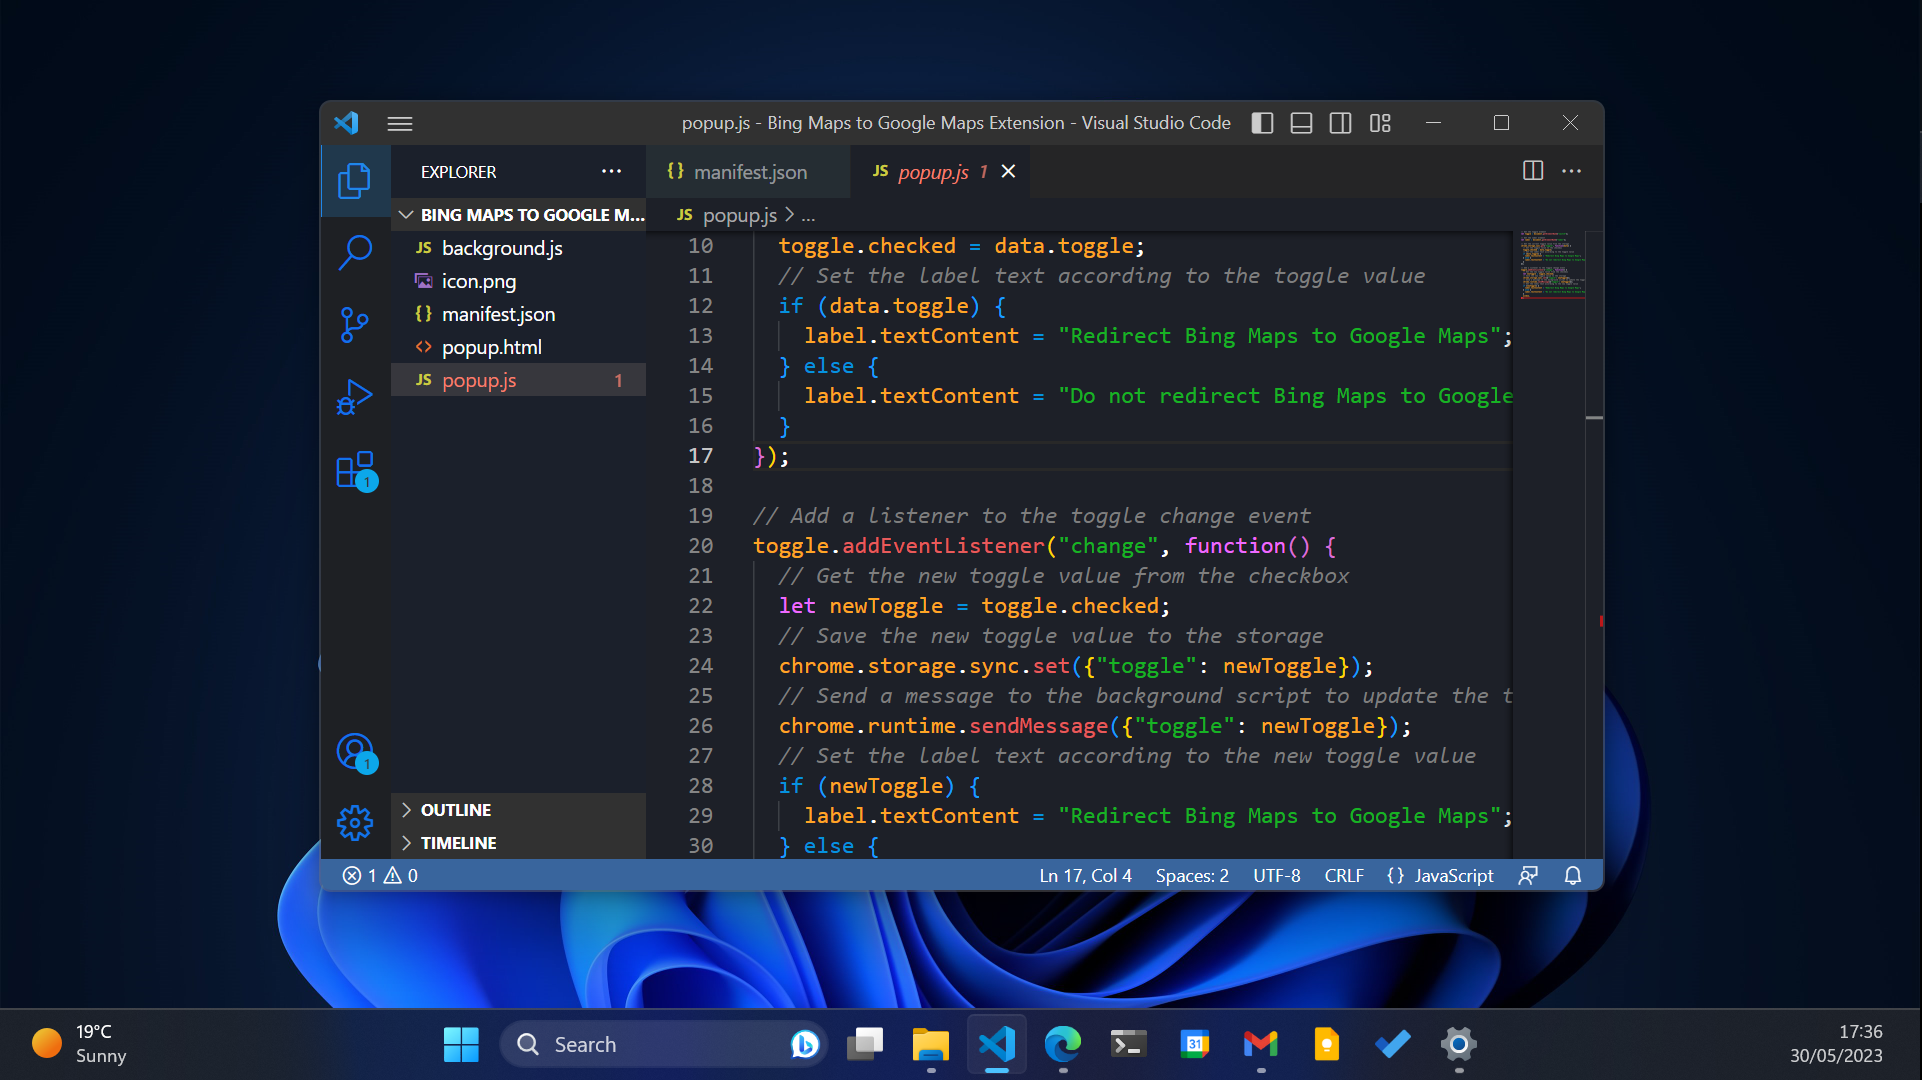 popup.js - Bing Maps to Google Maps Extension - Visual Studio Code
EXPLORER
manifest.json
JS popup.js 1
BING MAPS TO GOOGLE M...
JS popup.js > ...
JS background.js
icon.png
{} manifest.json
<> popup.html
JS popup.js 1
10 toggle.checked = data.toggle;
11 // Set the label text according to the toggle value
12 if (data.toggle) {
13 label.textContent = "Redirect Bing Maps to Google Maps";
14 } else {
15 label.textContent = "Do not redirect Bing Maps to Google
16 }
17 });
18
19 // Add a listener to the toggle change event
20 toggle.addEventListener("change", function() {
21 // Get the new toggle value from the checkbox
22 let newToggle = toggle.checked;
23 // Save the new toggle value to the storage
24 chrome.storage.sync.set({"toggle": newToggle});
25 // Send a message to the background script to update the t
26 chrome.runtime.sendMessage({"toggle": newToggle});
27 // Set the label text according to the new toggle value
28 if (newToggle) {
29 label.textContent = "Redirect Bing Maps to Google Maps";
30 } else {
1
1
OUTLINE
TIMELINE
1 0
Ln 17, Col 4 Spaces: 2 UTF-8 CRLF {} JavaScript
19°C
Sunny
Search
31
17:36
30/05/2023